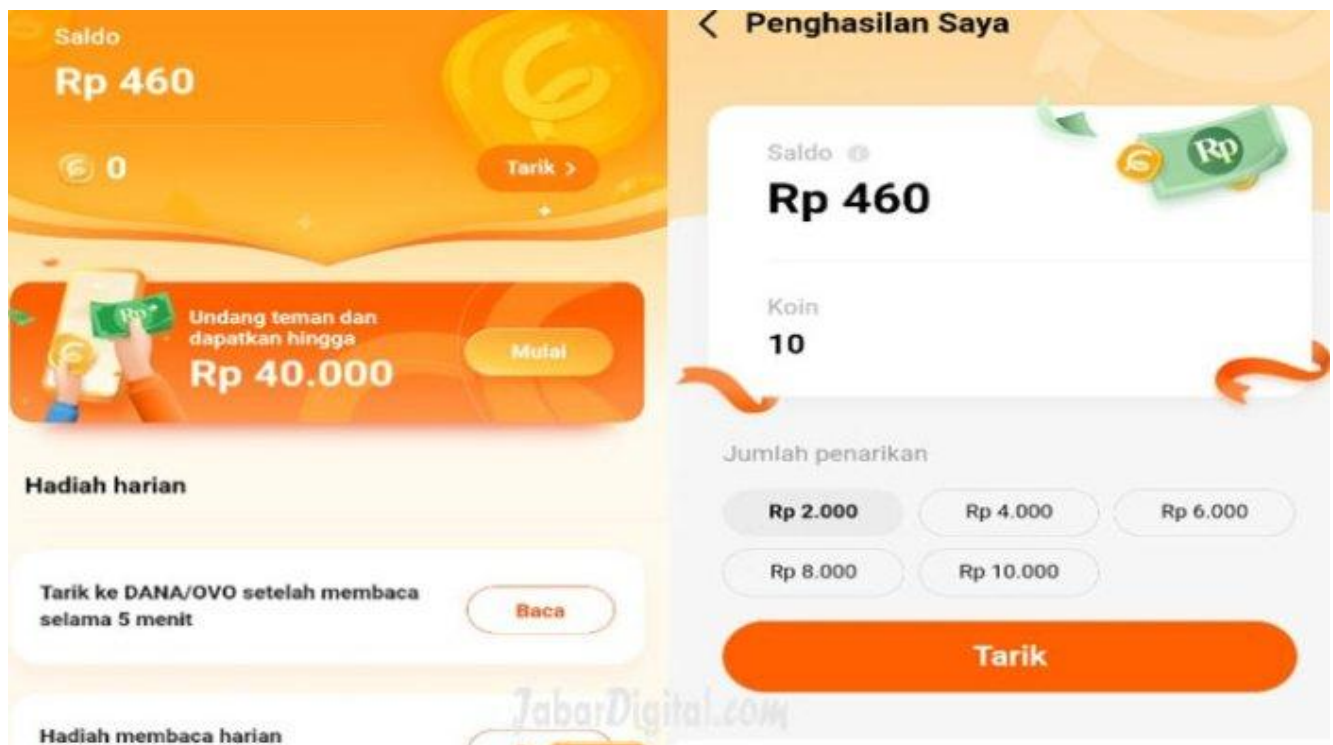 Saldo
Rp 460
0
Tarik >
Undang teman dan
dapatkan hingga
Rp 40.000
Mulai
Hadiah harian
Tarik ke DANA/OVO setelah membaca
selama 5 menit
Baca
Hadiah membaca harian
Penghasilan Saya
Saldo
Rp
Rp 460
Koin
10
Jumlah penarikan
Rp 2.000
Rp 4.000
Rp 6.000
Rp 8.000
Rp 10.000
Tarik
JabarDigital.com